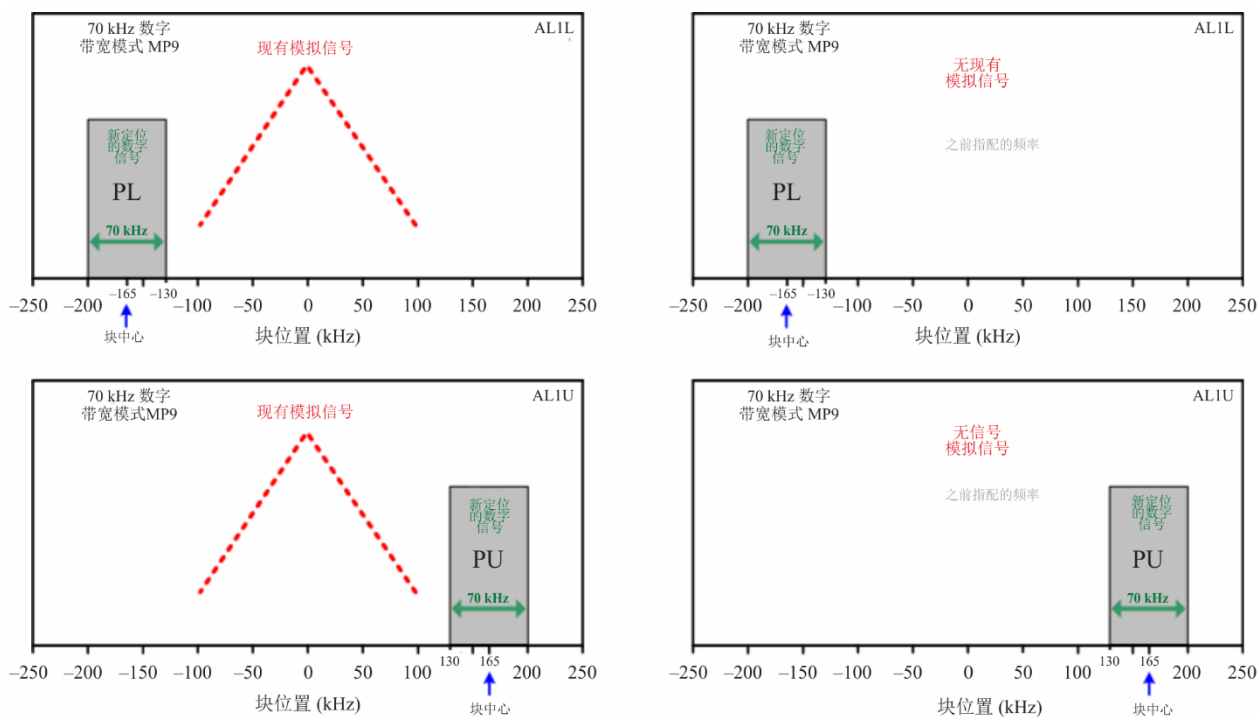 70 kHz 数字
带宽模式 MP9
AL1L
现有模拟信号
新定位
的数字
信号
PL
70 kHz
–250 –200 –150 –100 –50 0 50 100 150 200 250
–165 –130
块中心
块位置 (kHz)
70 kHz 数字
带宽模式 MP9
AL1L
无现有
模拟信号
之前指配的频率
新定位
的数字
信号
PL
70 kHz
–250 –200 –150 –100 –50 0 50 100 150 200 250
–165 –130
块中心
块位置 (kHz)
70 kHz 数字
带宽模式MP9
AL1U
现有模拟信号
新定位
的数字
信号
PU
70 kHz
130 165
–250 –200 –150 –100 –50 0 50 100 150 200 250
块位置 (kHz)
块中心
70 kHz 数字
带宽模式 MP9
AL1U
无信号
模拟信号
之前指配的频率
新定位
的数字
信号
PU
70 kHz
130 165
–250 –200 –150 –100 –50 0 50 100 150 200 250
块位置 (kHz)
块中心